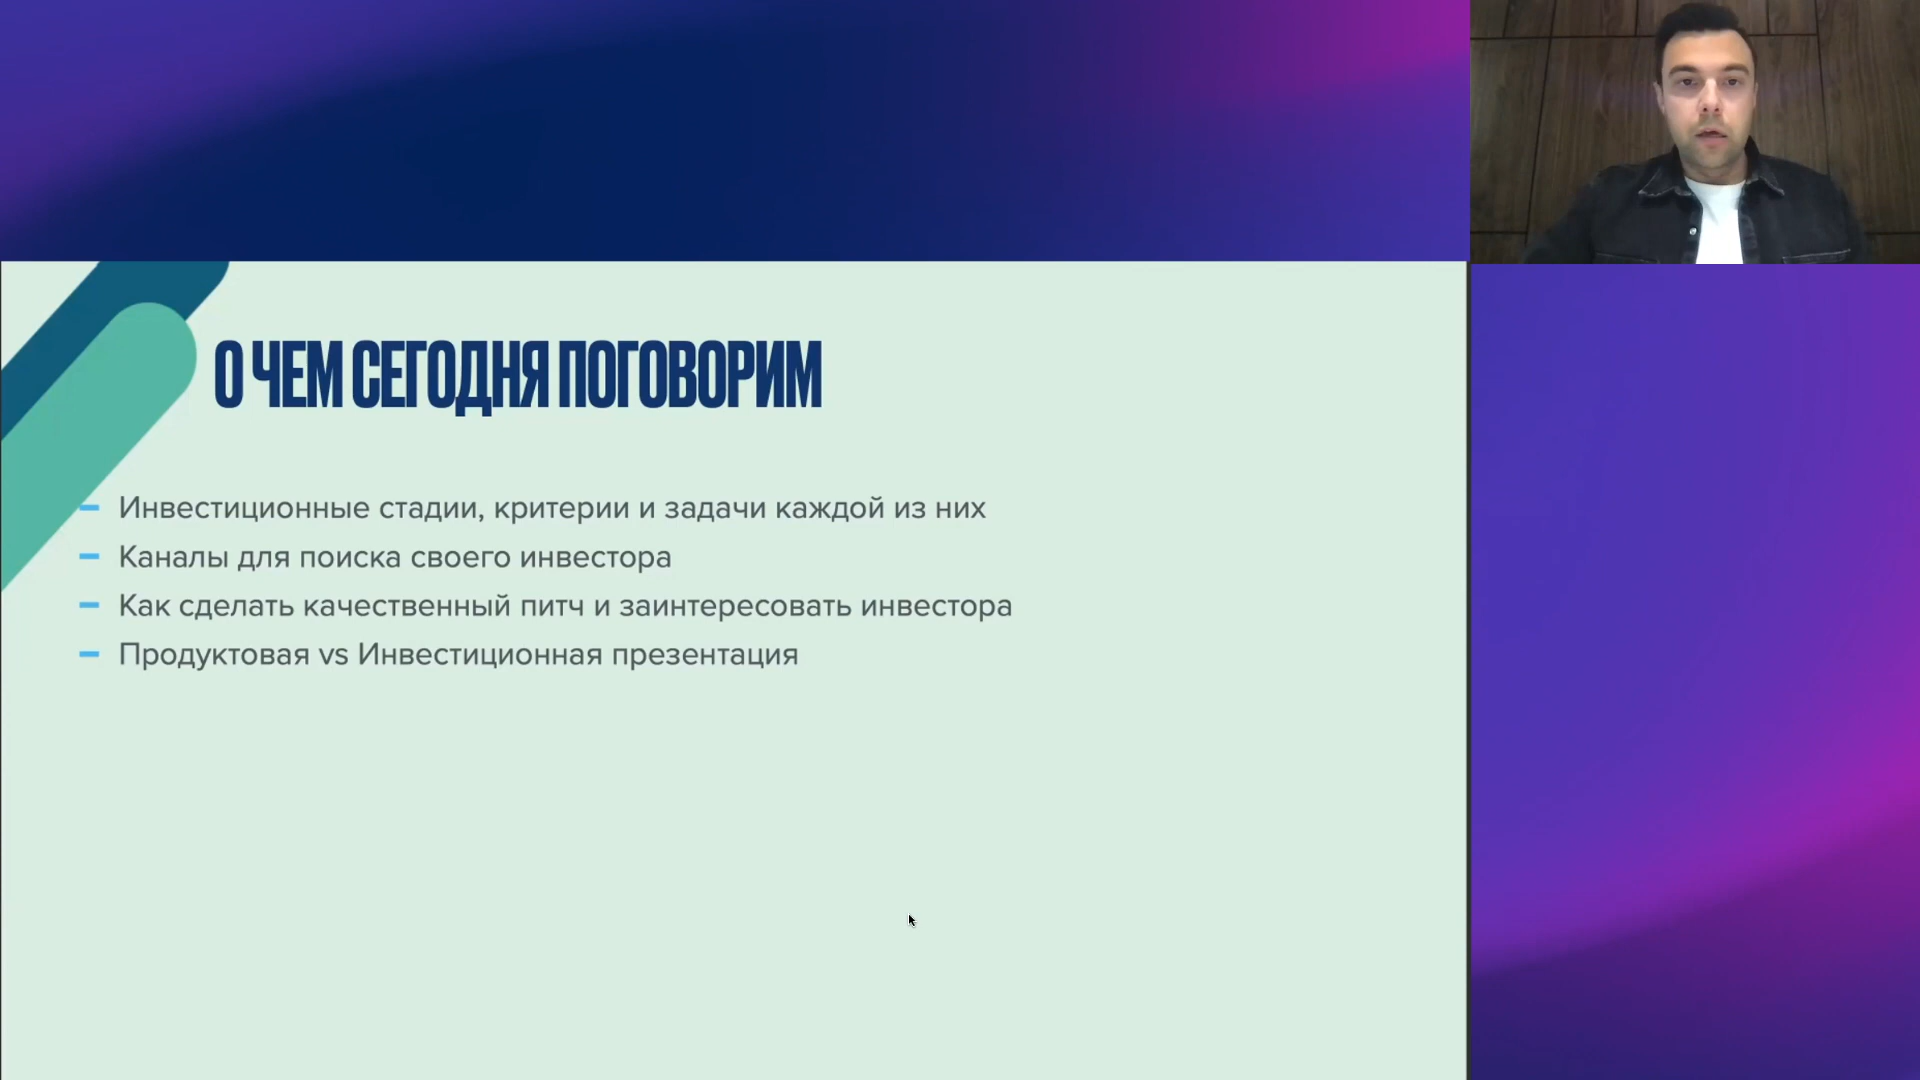 О ЧЕМ СЕГОДНЯ ПОГОВОРИМ
Инвестиционные стадии, критерии и задачи каждой из них
Каналы для поиска своего инвестора
Как сделать качественный питч и заинтересовать инвестора
Продуктовая vs Инвестиционная презентация